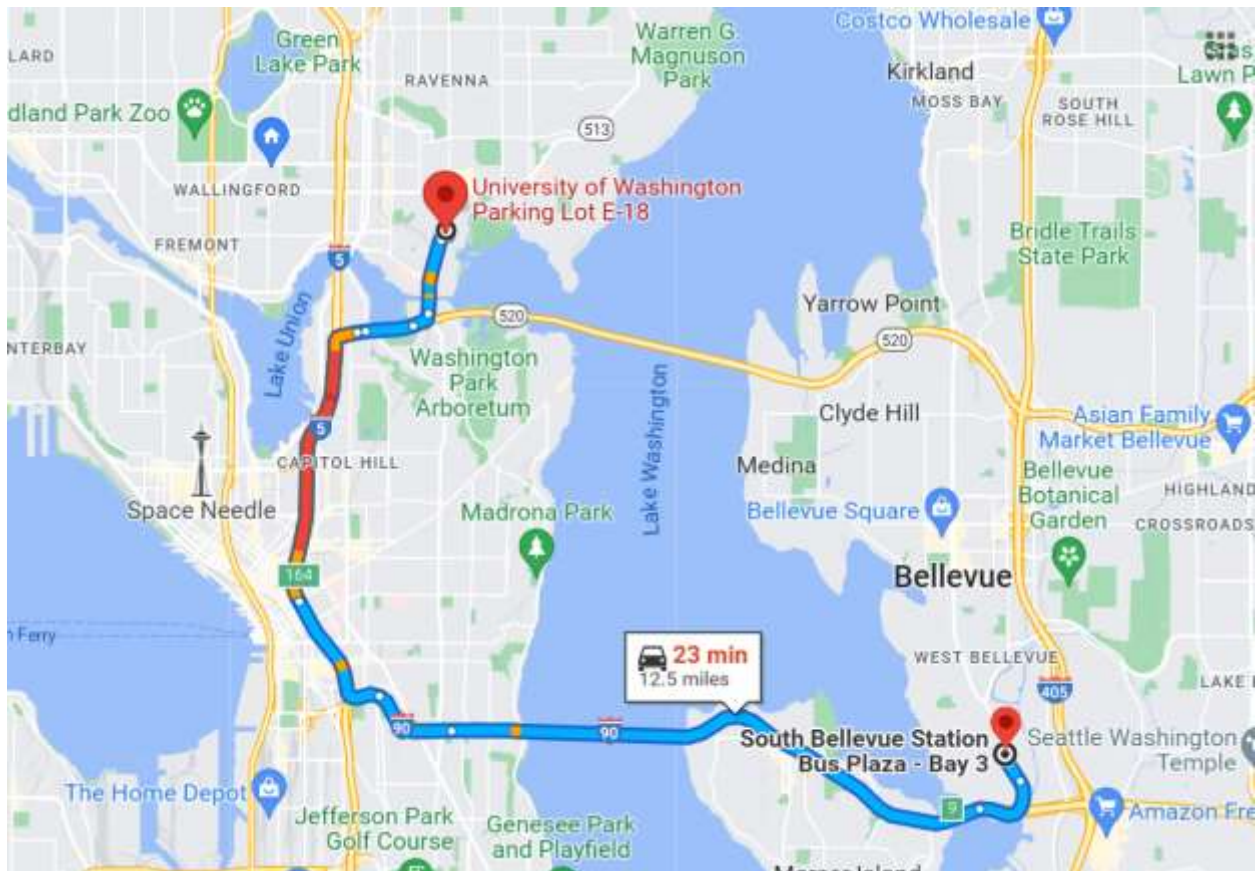 Costco Wholesale
Green
Lake Park
Warren G.
Magnuson
Park
LARD
RAVENNA
Kirkland
MOSS BAY
Lawn P
dland Park Zoo
513
SOUTH
ROSE HILL
WALLINGFORD
University of Washington
Parking Lot E-18
FREMONT
5
Bridle Trails
State Park
Lake Union
Yarrow Point
520
520
NTERBAY
Washington
Park
Arboretum
Lake Washington
Clyde Hill
Asian Family
Market Bellevue
5
CAPITOL HILL
Medina
Bellevue
Botanical
Garden
HIGHLAND
CROSSROADS
Space Needle
Madrona Park
Bellevue Square
164
Bellevue
Ferry
23 min
12.5 miles
WEST BELLEVUE
405
LAKE
90
90
South Bellevue Station
Bus Plaza - Bay 3
Seattle Washington
Temple
The Home Depot
9
Amazon Fre
Jefferson Park
Golf Course
Genesee Park
and Playfield